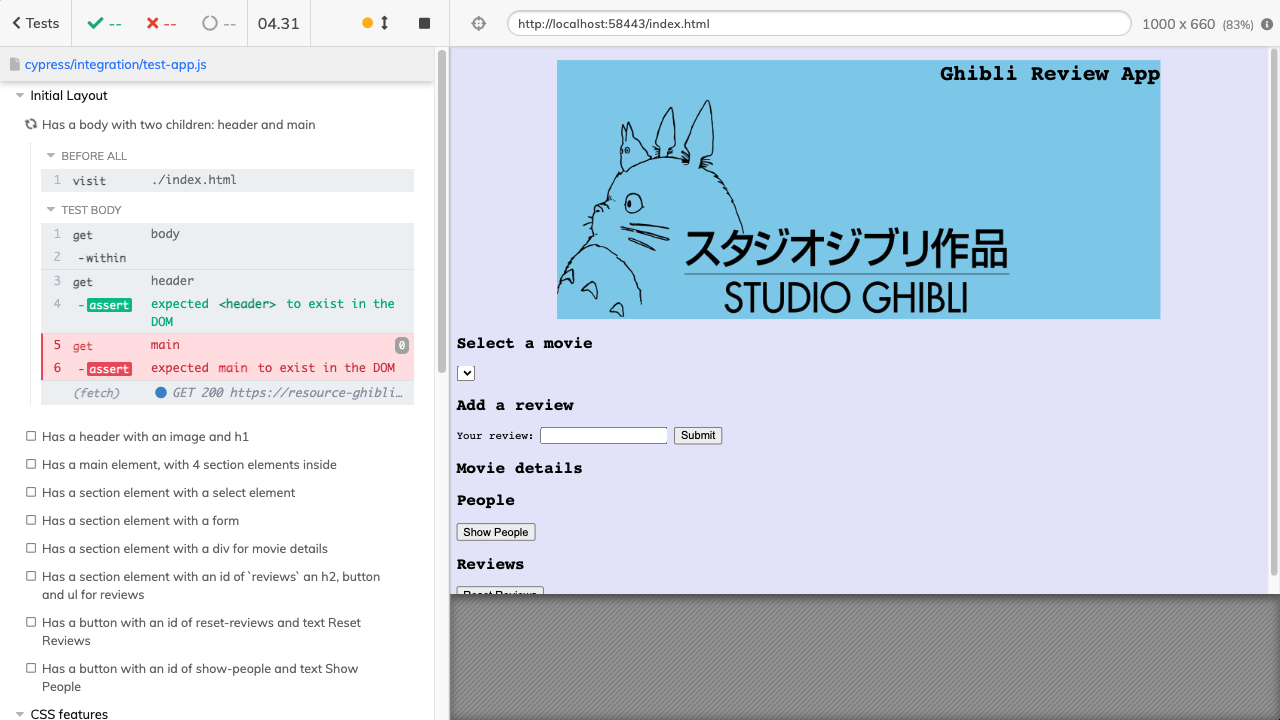 Tests
--
--
--
04.31
http://localhost:58443/index.html
1000 x 660 (83%)
cypress/integration/test-app.js
Initial Layout
Has a body with two children: header and main
BEFORE ALL
1 visit ./index.html
TEST BODY
1 get body
2 -within
3 get header
4 -assert expected <header> to exist in the
DOM
5 get main 0
6 -assert expected main to exist in the DOM
(fetch) GET 200 https://resource-ghibli…
Has a header with an image and h1
Has a main element, with 4 section elements inside
Has a section element with a select element
Has a section element with a form
Has a section element with a div for movie details
Has a section element with an id of `reviews` an h2, button
and ul for reviews
Has a button with an id of reset-reviews and text Reset
Reviews
Has a button with an id of show-people and text Show
People
CSS features
Ghibli Review App
スタジオジブリ作品
STUDIO GHIBLI
Select a movie
Add a review
Your review: Submit
Movie details
People
Show People
Reviews
Reset Reviews